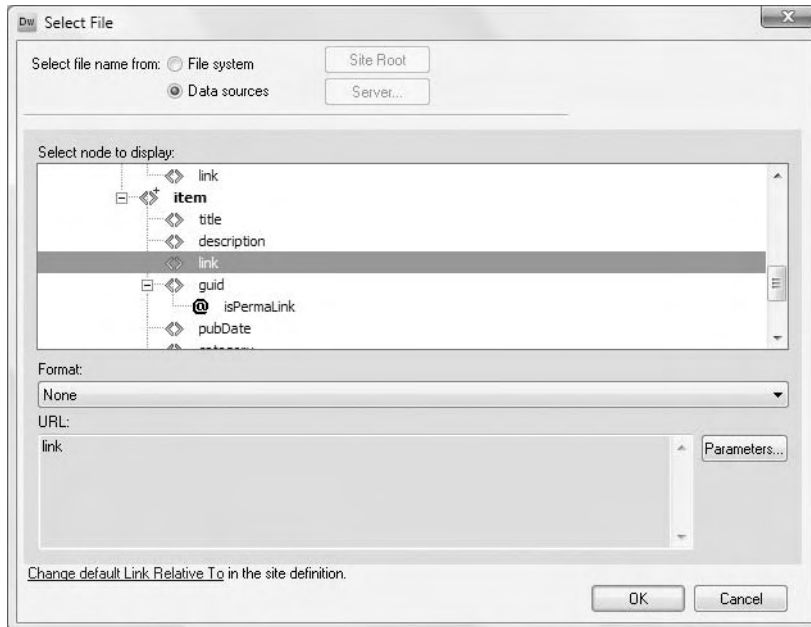 Dw Select File
Select file name from: File system Site Root
Data sources Server...
Select node to display:
link
item
title
description
link
guid
@ isPermaLink
pubDate
Format:
None
URL:
link Parameters...
Change default Link Relative To in the site definition.
OK Cancel